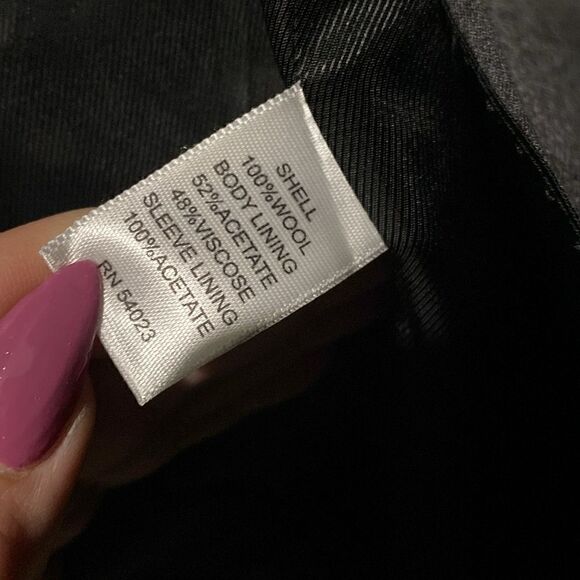 SHELL
100%WOOL
BODY LINING
52%ACETATE
48%VISCOSE
SLEEVE LINING
100%ACETATE
RN 54023